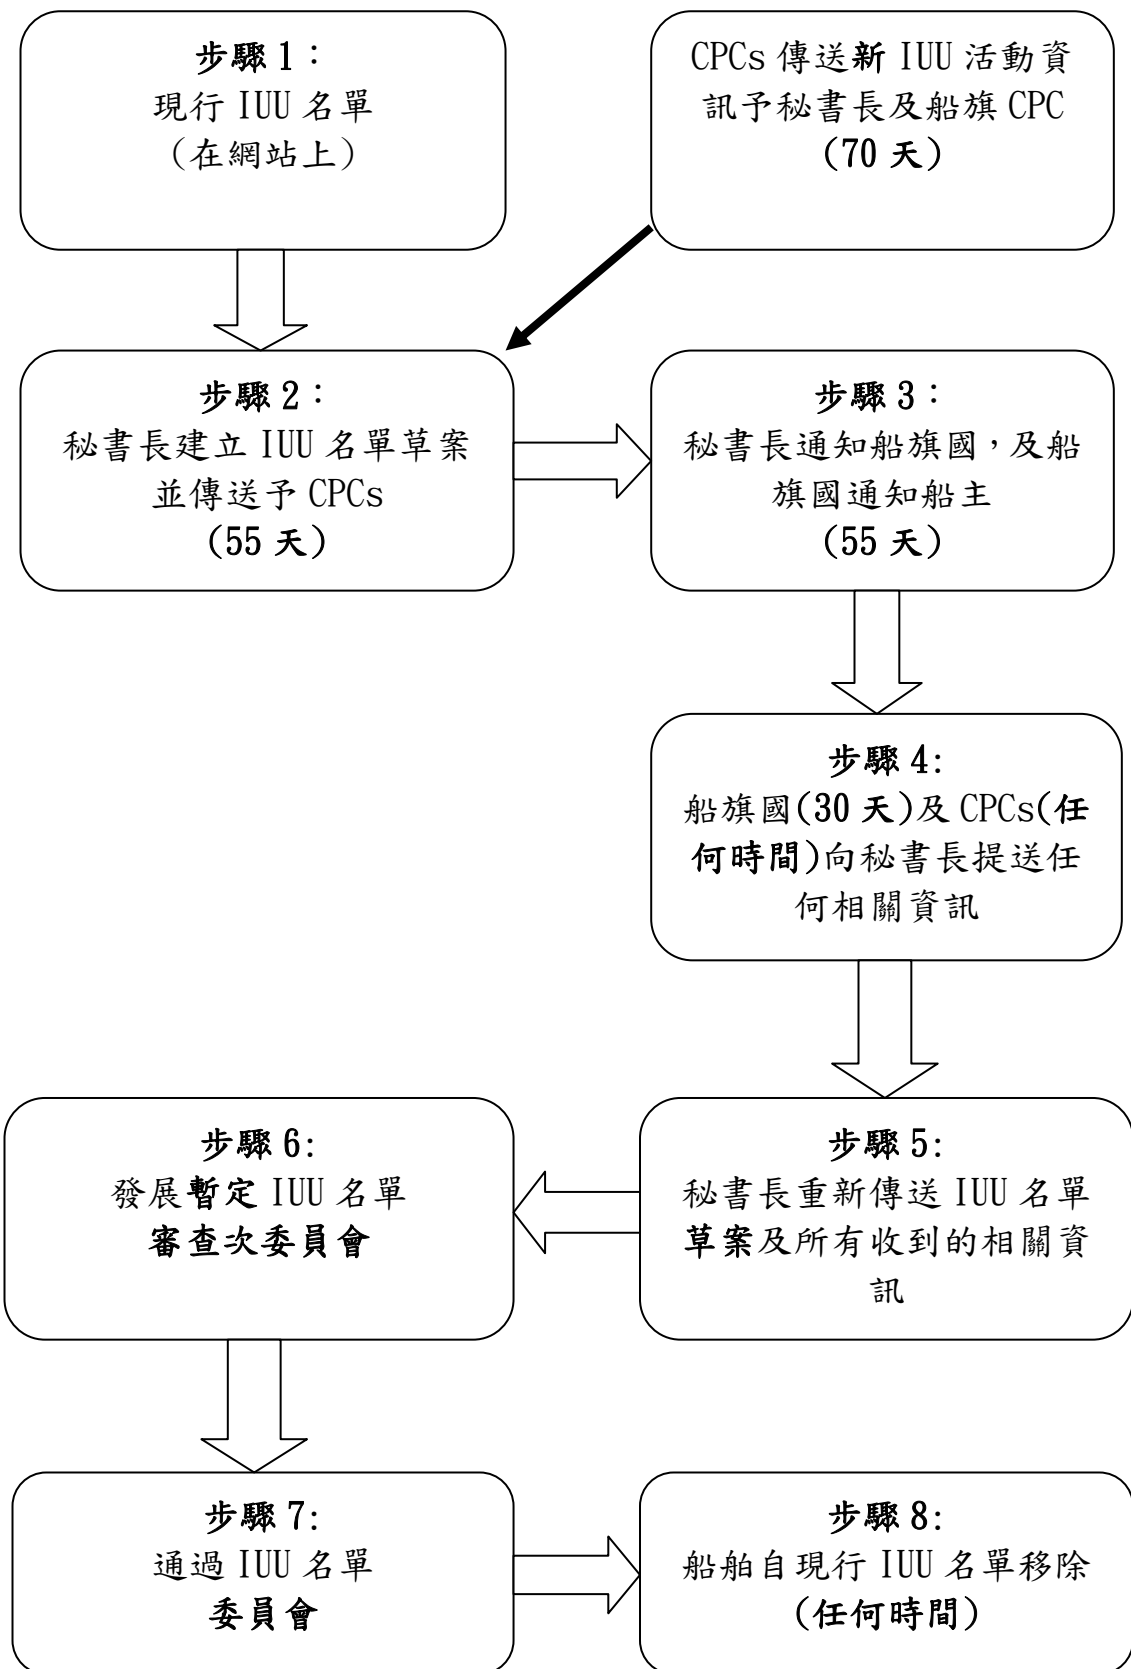 步驟 1：
現行 IUU 名單
（在網站上）
CPCs 傳送新 IUU 活動資
訊予秘書長及船旗 CPC
(70 天)
步驟 2：
秘書長建立 IUU 名單草案
並傳送予 CPCs
(55 天)
步驟 3：
秘書長通知船旗國，及船
旗國通知船主
(55 天)
步驟 4:
船旗國(30 天)及 CPCs(任
何時間)向秘書長提送任
何相關資訊
步驟 6:
發展暫定 IUU 名單
審查次委員會
步驟 5:
秘書長重新傳送 IUU 名單
草案及所有收到的相關資
訊
步驟 7:
通過 IUU 名單
委員會
步驟 8:
船舶自現行 IUU 名單移除
(任何時間)